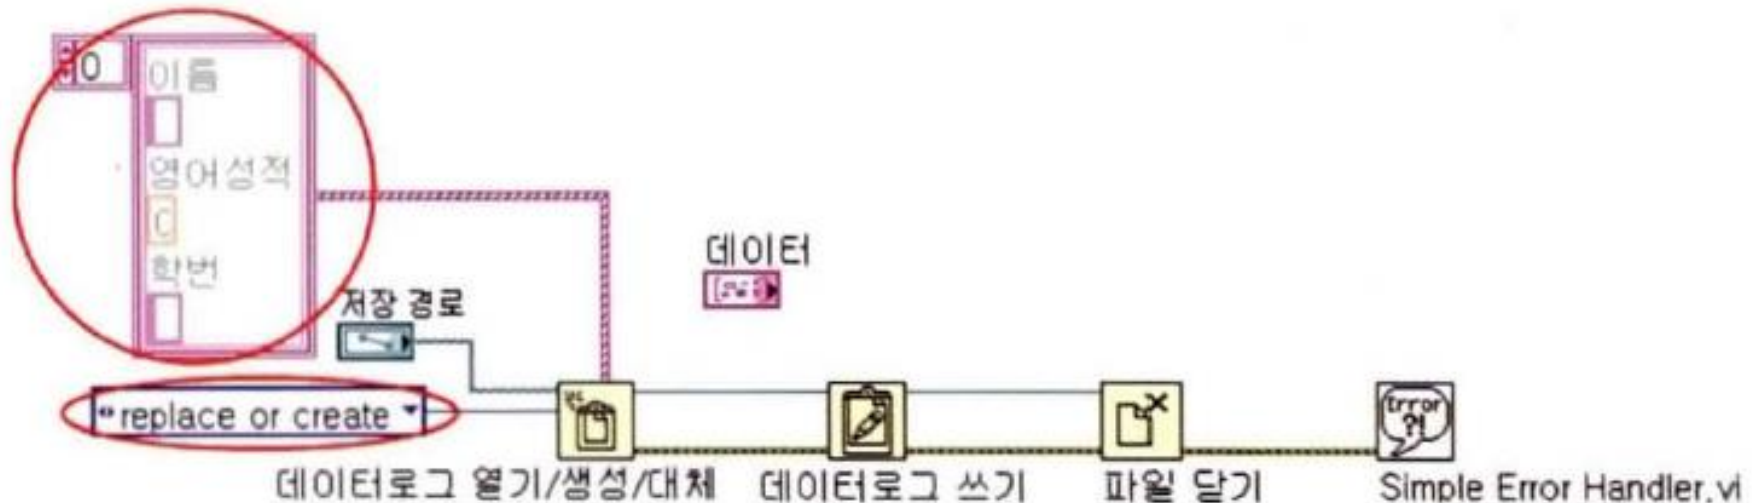 0
이름
영어성적
0
학번
데이터
저장 경로
replace or create
Error
?!
데이터로그 열기/생성/대체
데이터로그 쓰기
파일 닫기
Simple Error Handler.vi